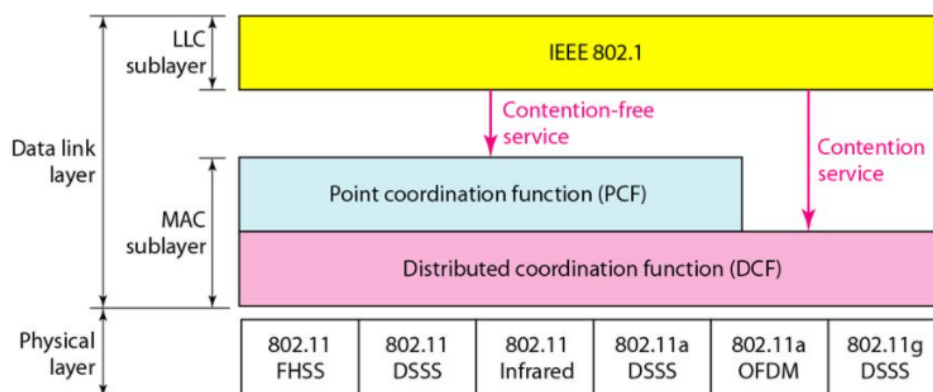 LLC
sublayer
IEEE 802.1
Contention-free
service
Contention
service
Data link
layer
MAC
sublayer
Point coordination function (PCF)
Distributed coordination function (DCF)
Physical
layer
802.11
FHSS
802.11
DSSS
802.11
Infrared
802.11a
DSSS
802.11a
OFDM
802.11g
DSSS